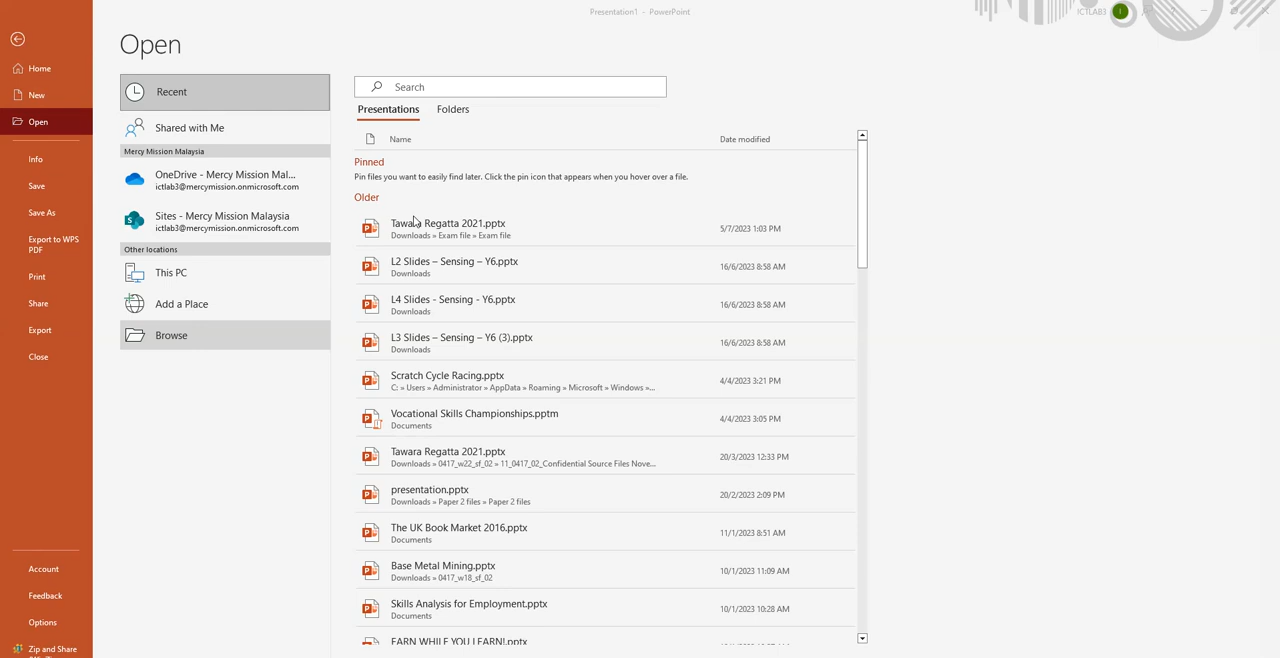 Presentation1 - PowerPoint
ICTLAB3
?
Open
Home
New
Open
Info
Save
Save As
Export to WPS
PDF
Print
Share
Export
Close
Account
Feedback
Options
Zip and Share
Recent
Shared with Me
Mercy Mission Malaysia
OneDrive - Mercy Mission Mal...
ictlab3@mercymission.onmicrosoft.com
Sites - Mercy Mission Malaysia
ictlab3@mercymission.onmicrosoft.com
Other locations
This PC
Add a Place
Browse
Search
Presentations Folders
Name Date modified
Pinned
Pin files you want to easily find later. Click the pin icon that appears when you hover over a file.
Older
Tawara Regatta 2021.pptx
Downloads » Exam file » Exam file
5/7/2023 1:03 PM
L2 Slides – Sensing – Y6.pptx
Downloads
16/6/2023 8:58 AM
L4 Slides - Sensing - Y6.pptx
Downloads
16/6/2023 8:58 AM
L3 Slides – Sensing – Y6 (3).pptx
Downloads
16/6/2023 8:58 AM
Scratch Cycle Racing.pptx
C: » Users » Administrator » AppData » Roaming » Microsoft » Windows »...
4/4/2023 3:21 PM
Vocational Skills Championships.pptm
Documents
4/4/2023 3:05 PM
Tawara Regatta 2021.pptx
Downloads » 0417_w22_sf_02 » 11_0417_02_Confidential Source Files Nove...
20/3/2023 12:33 PM
presentation.pptx
Downloads » Paper 2 files » Paper 2 files
20/2/2023 2:09 PM
The UK Book Market 2016.pptx
Documents
11/1/2023 8:51 AM
Base Metal Mining.pptx
Downloads » 0417_w18_sf_02
10/1/2023 11:09 AM
Skills Analysis for Employment.pptx
Documents
10/1/2023 10:28 AM
EARN WHILE YOU LEARN!.pptx